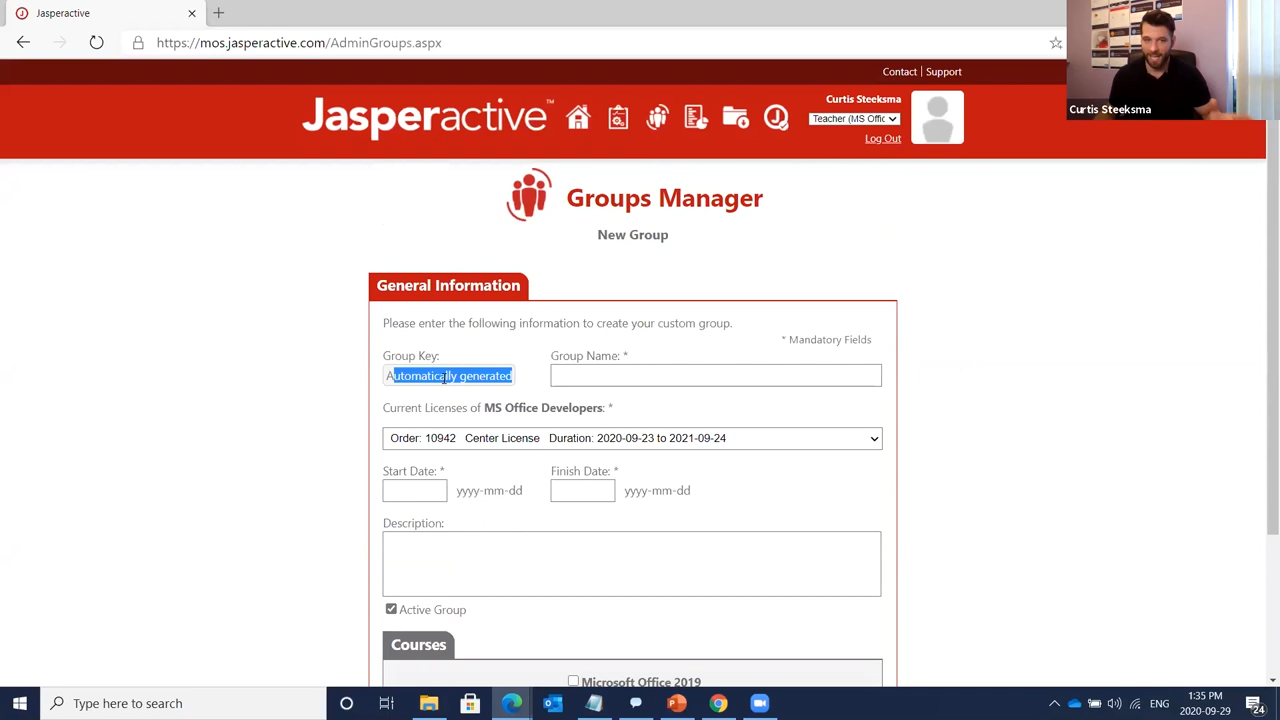 Jasperactive
https://mos.jasperactive.com/AdminGroups.aspx
Contact | Support
Jasperactive™
Curtis Steeksma
Teacher (MS Offic
Log Out
Curtis Steeksma
Groups Manager
New Group
General Information
Please enter the following information to create your custom group.
* Mandatory Fields
Group Key:
Group Name: *
Automatically generated
Current Licenses of MS Office Developers: *
Order: 10942 Center License Duration: 2020-09-23 to 2021-09-24
Start Date: *
Finish Date: *
yyyy-mm-dd
yyyy-mm-dd
Description:
Active Group
Courses
Microsoft Office 2019
Type here to search
ENG
1:35 PM
2020-09-29
24